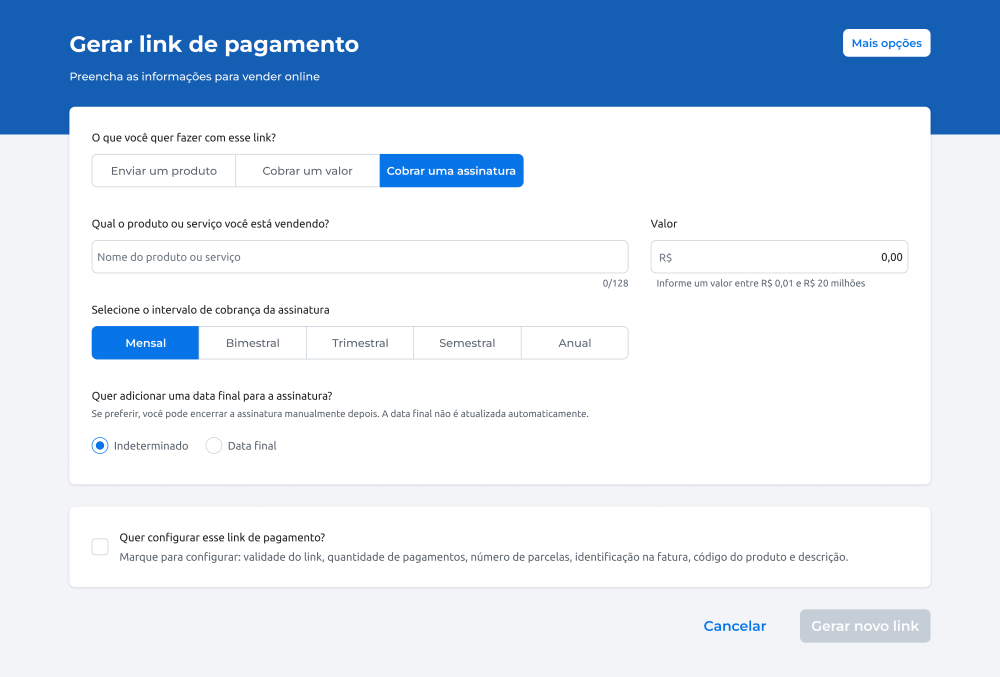 Gerar link de pagamento
Mais opções
Preencha as informações para vender online
O que você quer fazer com esse link?
Enviar um produto
Cobrar um valor
Cobrar uma assinatura
Qual o produto ou serviço você está vendendo?
Valor
Nome do produto ou serviço
R$
0,00
0/128
Informe um valor entre R$ 0,01 e R$ 20 milhões
Selecione o intervalo de cobrança da assinatura
Mensal
Bimestral
Trimestral
Semestral
Anual
Quer adicionar uma data final para a assinatura?
Se preferir, você pode encerrar a assinatura manualmente depois. A data final não é atualizada automaticamente.
Indeterminado
Data final
Quer configurar esse link de pagamento?
Marque para configurar: validade do link, quantidade de pagamentos, número de parcelas, identificação na fatura, código do produto e descrição.
Cancelar
Gerar novo link